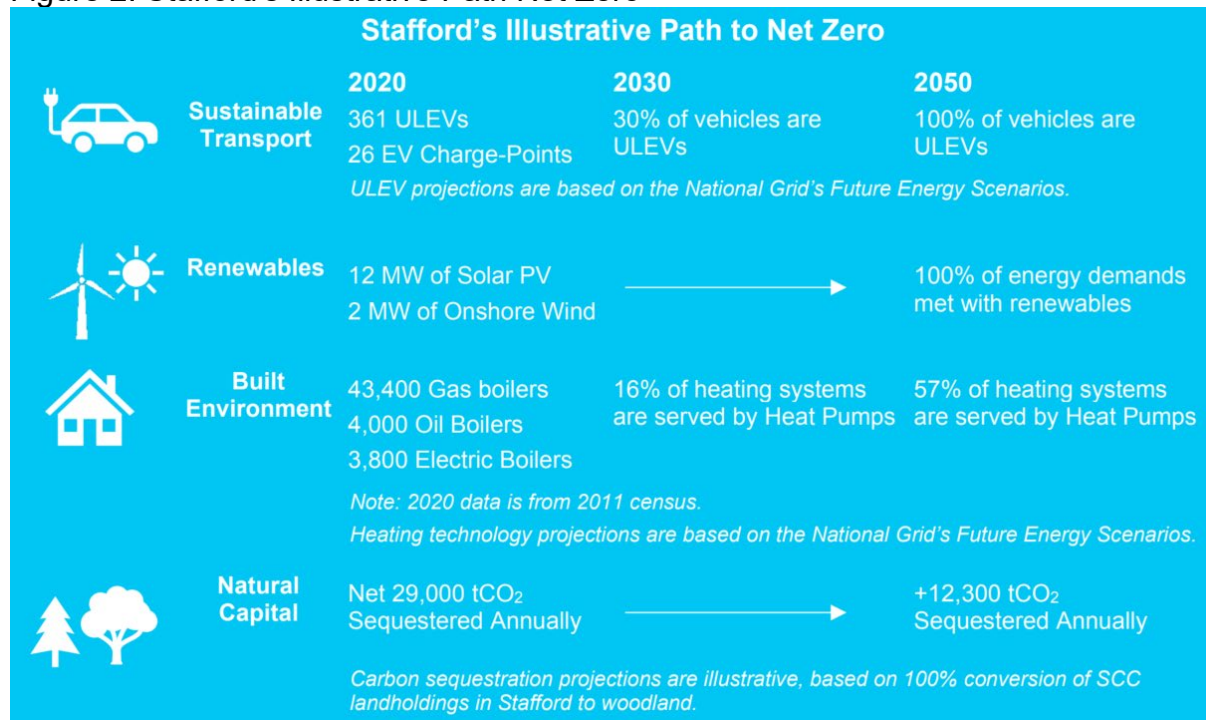 Figure 2: Stafford's Illustrative Path Net Zero
Stafford's Illustrative Path to Net Zero
2020 2030 2050
Sustainable Transport
361 ULEVs
26 EV Charge-Points
30% of vehicles are
ULEVs
100% of vehicles are
ULEVs
ULEV projections are based on the National Grid's Future Energy Scenarios.
Renewables
12 MW of Solar PV
2 MW of Onshore Wind
100% of energy demands
met with renewables
Built
Environment
43,400 Gas boilers
4,000 Oil Boilers
3,800 Electric Boilers
16% of heating systems
are served by Heat Pumps
57% of heating systems
are served by Heat Pumps
Note: 2020 data is from 2011 census.
Heating technology projections are based on the National Grid's Future Energy Scenarios.
Natural
Capital
Net 29,000 tCO₂
Sequestered Annually
+12,300 tCO₂
Sequestered Annually
Carbon sequestration projections are illustrative, based on 100% conversion of SCC
landholdings in Stafford to woodland.